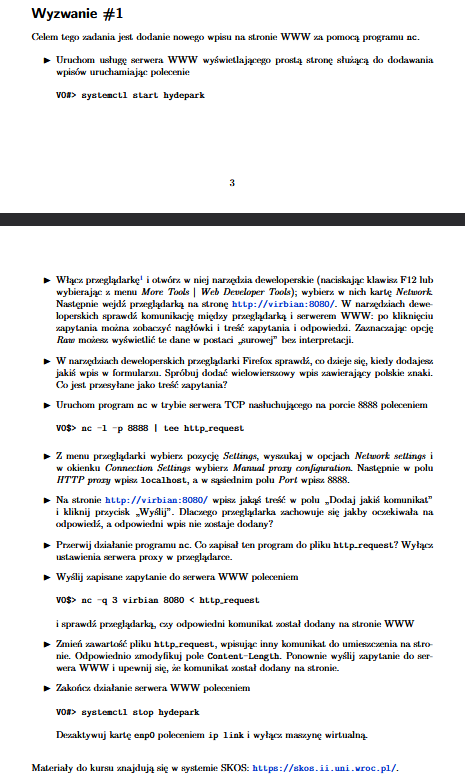 Wyzwanie #1
Celem tego zadania jest dodanie nowego wpisu na stronie WWW za pomocą programu nc.
► Uruchom usługę serwera WWW wyświetlającego prostą stronę służącą do dodawania
wpisów uruchamiając polecenie
V0#> systemctl start hydepark
3
► Włącz przeglądarkę¹ i otwórz w niej narzędzia deweloperskie (naciskając klawisz F12 lub
wybierając z menu More Tools | Web Developer Tools); wybierz w nich kartę Network.
Następnie wejdź przeglądarką na stronę http://virbian:8080/. W narzędziach dewe-
loperskich sprawdź komunikację między przeglądarką i serwerem WWW: po kliknięciu
zapytania można zobaczyć nagłówki i treść zapytania i odpowiedzi. Zaznaczając opcję
Raw możesz wyświetlić te dane w postaci „surowej” bez interpretacji.
► W narzędziach deweloperskich przeglądarki Firefox sprawdź, co dzieje się, kiedy dodajesz
jakiś wpis w formularzu. Spróbuj dodać wielowierszowy wpis zawierający polskie znaki.
Co jest przesyłane jako treść zapytania?
► Uruchom program nc w trybie serwera TCP nasłuchującego na porcie 8888 poleceniem
V0$> nc -l -p 8888 | tee http_request
► Z menu przeglądarki wybierz pozycję Settings, wyszukaj w opcjach Network settings i
w okienku Connection Settings wybierz Manual proxy configuration. Następnie w polu
HTTP proxy wpisz localhost, a w sąsiednim polu Port wpisz 8888.
► Na stronie http://virbian:8080/ wpisz jakąś treść w polu „Dodaj jakiś komunikat”
i kliknij przycisk „Wyślij”. Dlaczego przeglądarka zachowuje się jakby oczekiwała na
odpowiedź, a odpowiedni wpis nie zostaje dodany?
► Przerwij działanie programu nc. Co zapisał ten program do pliku http_request? Wyłącz
ustawienia serwera proxy w przeglądarce.
► Wyślij zapisane zapytanie do serwera WWW poleceniem
V0$> nc -q 3 virbian 8080 < http_request
i sprawdź przeglądarką, czy odpowiedni komunikat został dodany na stronie WWW
► Zmień zawartość pliku http_request, wpisując inny komunikat do umieszczenia na stro-
nie. Odpowiednio zmodyfikuj pole Content-Length. Ponownie wyślij zapytanie do ser-
wera WWW i upewnij się, że komunikat został dodany na stronie.
► Zakończ działanie serwera WWW poleceniem
V0#> systemctl stop hydepark
Dezaktywuj kartę enp0 poleceniem ip link i wyłącz maszynę wirtualną.
Materiały do kursu znajdują się w systemie SKOS: https://skos.ii.uni.wroc.pl/.